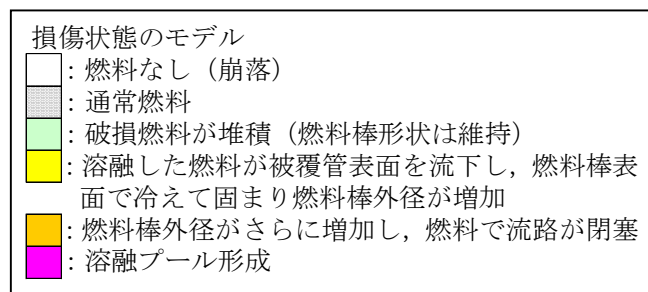 損傷状態のモデル
：燃料なし（崩落）
：通常燃料
：破損燃料が堆積（燃料棒形状は維持）
：溶融した燃料が被覆管表面を流下し，燃料棒表
面で冷えて固まり燃料棒外径が増加
：燃料棒外径がさらに増加し，燃料で流路が閉塞
：溶融プール形成